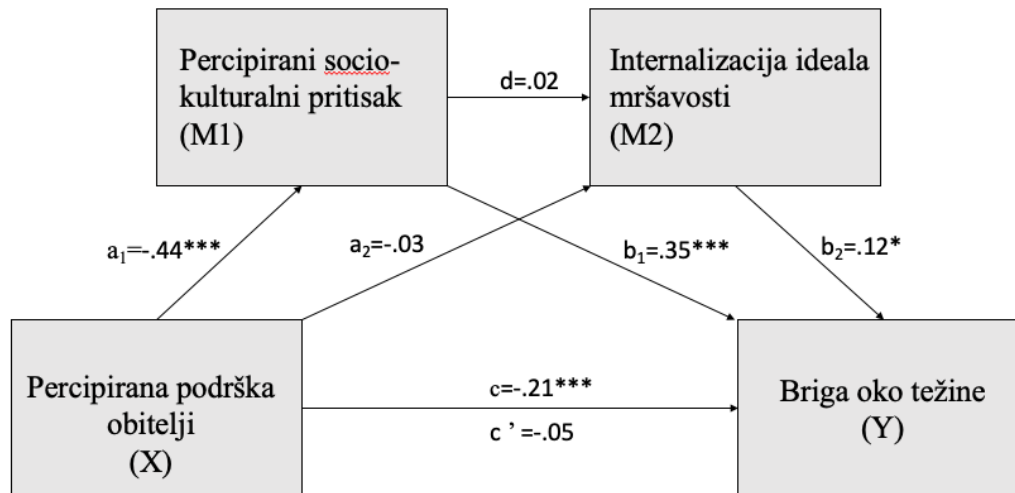 Percipirani socio-
kulturalni pritisak
(M1)
d=.02
Internalizacija ideala
mršavosti
(M2)
a₁=-.44***
a₂=-.03
b₁=.35***
b₂=.12*
Percipirana podrška
obitelji
(X)
c=-.21***
c ’ =-.05
Briga oko težine
(Y)